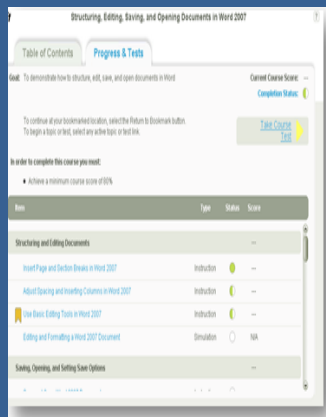 Structuring, Editing, Saving, and Opening Documents in Word 2007
Table of Contents
Progress & Tests
Goal: To demonstrate how to structure, edit, save, and open documents in Word
Current Course Score: --
Completion Status:
To continue at your bookmarked location, select the Return to Bookmark button.
To begin a topic or test, select any active topic or test link.
Take Course Test
In order to complete this course you must:
• Achieve a minimum course score of 80%
Item Type Status Score
Structuring and Editing Documents --
Insert Page and Section Breaks in Word 2007 Instruction --
Adjust Spacing and Inserting Columns in Word 2007 Instruction --
Use Basic Editing Tools in Word 2007 Instruction --
Editing and Formatting a Word 2007 Document Simulation N/A
Saving, Opening, and Setting Save Options --